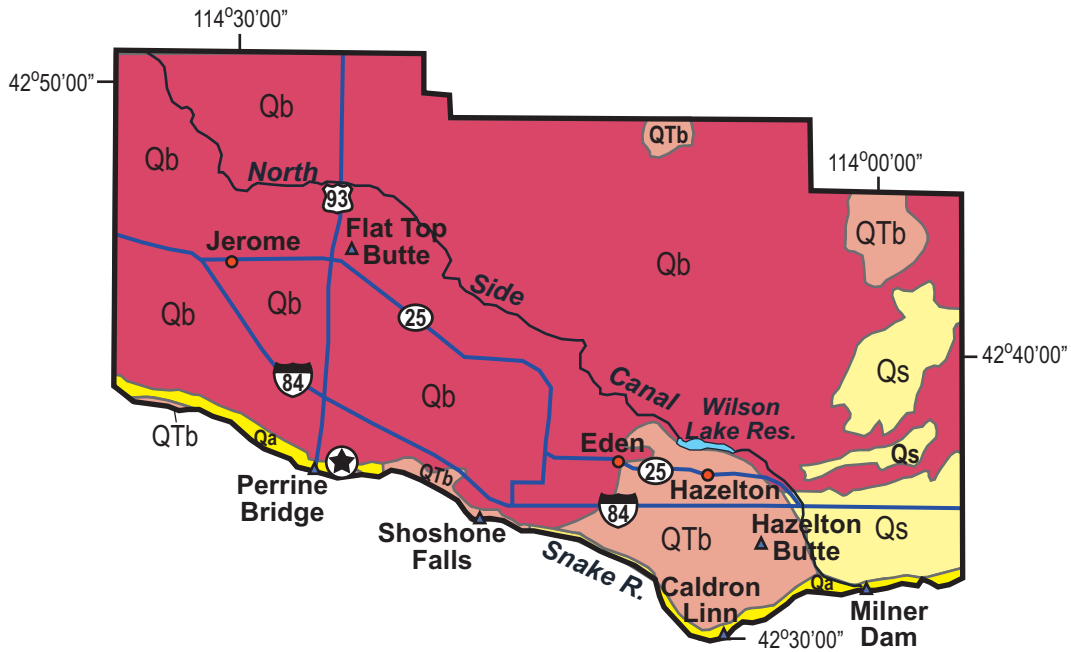 114°30'00"
42°50'00"
Qb
QTb
Qb
114°00'00"
North
93
Flat Top
Butte
Jerome
QTb
Qb
Side
Qb
Qb
25
42°40'00"
84
Qs
Canal
Qb
Wilson
Lake Res.
QTb
Qa
Eden
Qs
25
QTb
Hazelton
Perrine
Bridge
84
Shoshone
Falls
Hazelton
Butte
Qs
QTb
Snake R.
Caldron
Linn
Qa
Milner
Dam
42°30'00"